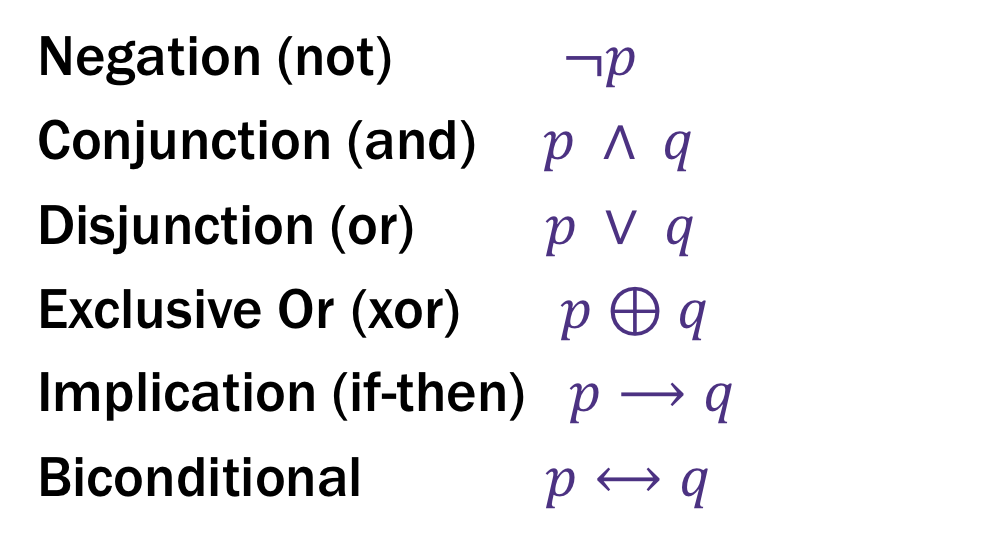 Negation (not) ¬p
Conjunction (and) p ∧ q
Disjunction (or) p ∨ q
Exclusive Or (xor) p ⊕ q
Implication (if-then) p ⟶ q
Biconditional p ⟷ q